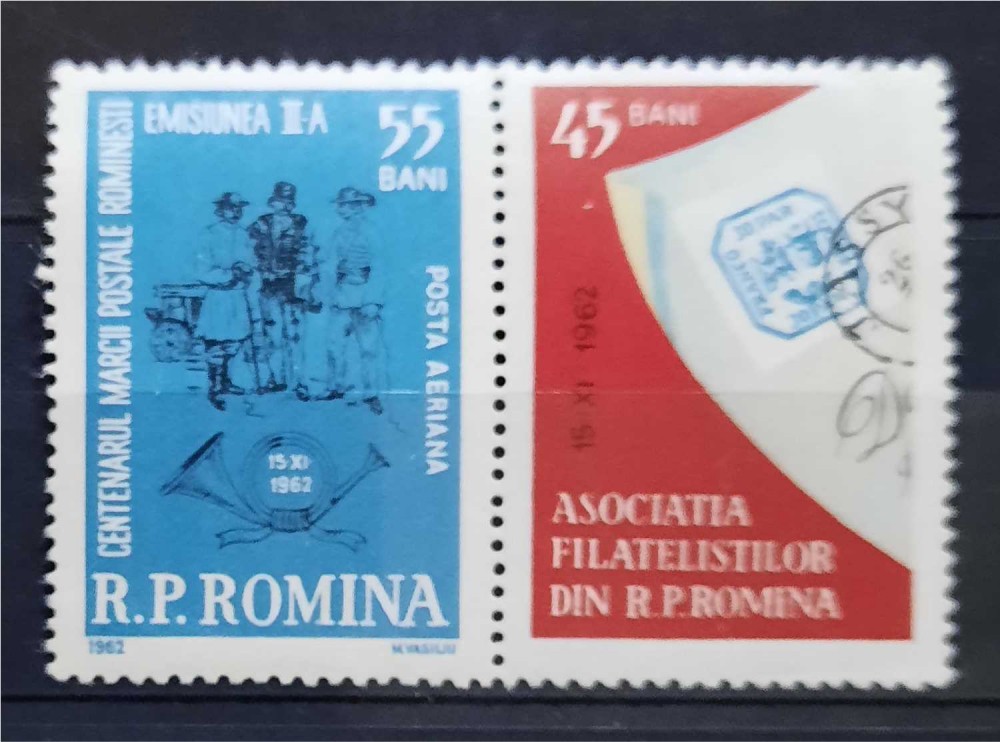 CENTENARUL MARCII POSTALE ROMINESTI
EMISIUNEA II-A
55
BANI
POSTA AERIANA
15·XI·
1962
R.P. ROMINA
1962
M.VASILIU
45 BANI
15·XI 1962
FRANCO
ASOCIATIA
FILATELISTILOR
DIN R.P.ROMINA